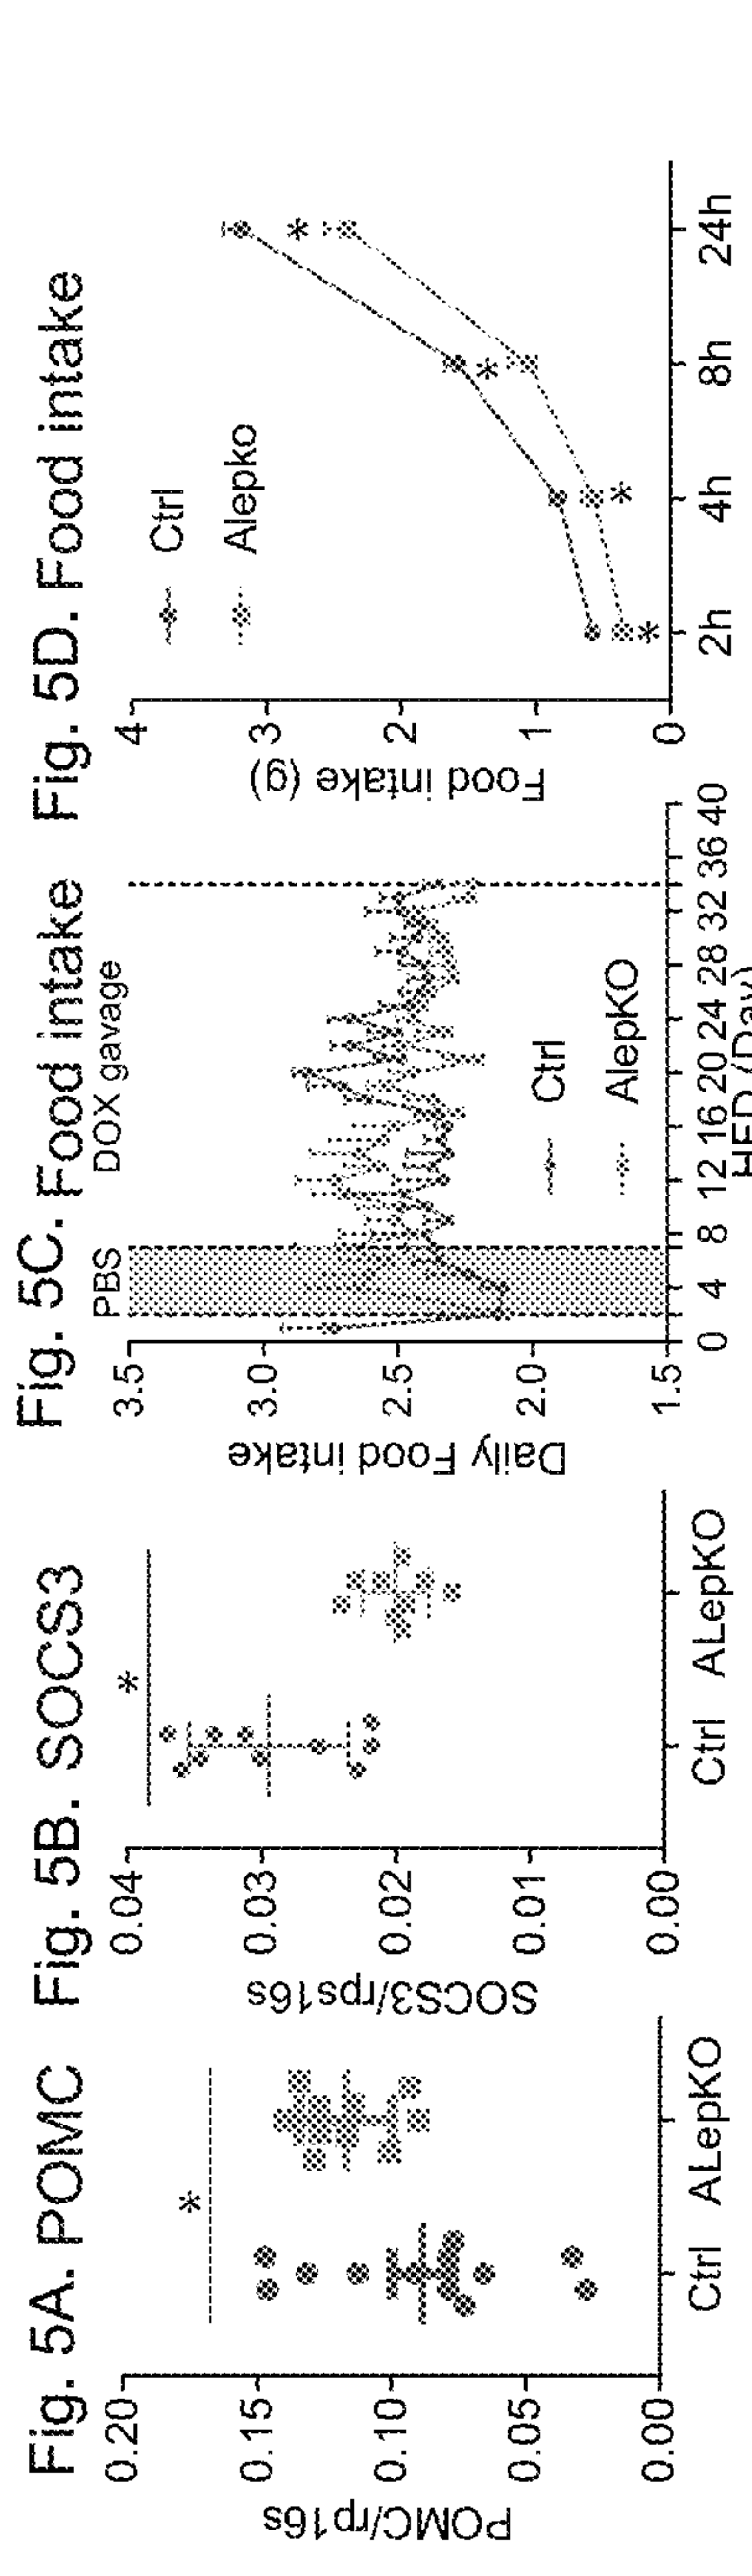 Fig. 5A. POMC
POMC/rp16s
0.20
0.15
0.10
0.05
0.00
*
Ctrl ALepKO
Fig. 5B. SOCS3
SOCS3/rps16s
0.04
0.03
0.02
0.01
0.00
*
Ctrl ALepKO
Fig. 5C. Food intake
PBS
DOX gavage
Daily Food intake
3.5
3.0
2.5
2.0
1.5
Ctrl
AlepKO
0 4 8 12 16 20 24 28 32 36 40
HFD (Day)
Fig. 5D. Food intake
Food intake (g)
4
3
2
1
0
Ctrl
Alepko
*
*
*
*
2h 4h 8h 24h